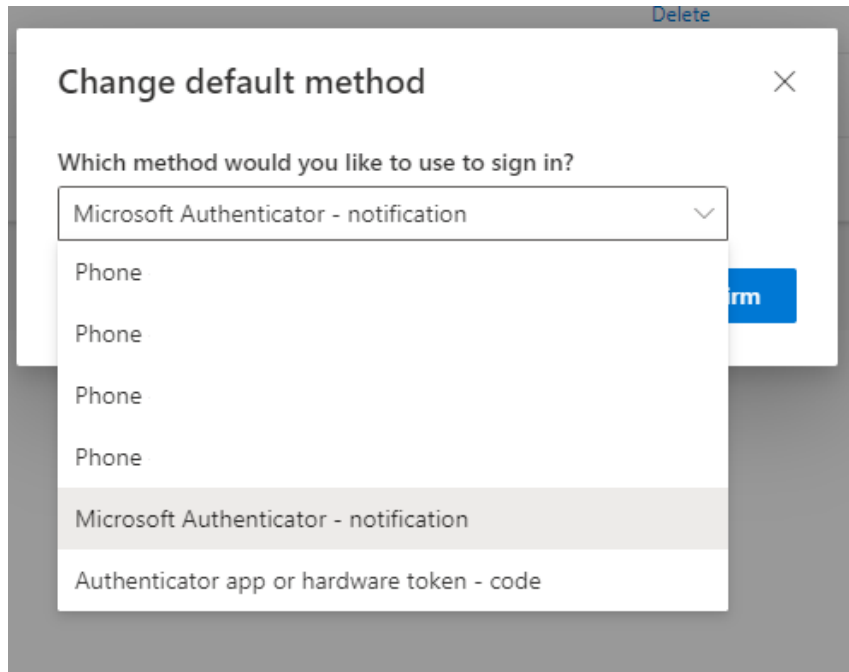 Delete
Change default method
Which method would you like to use to sign in?
Microsoft Authenticator - notification
Phone
irm
Phone
Phone
Phone
Microsoft Authenticator - notification
Authenticator app or hardware token - code